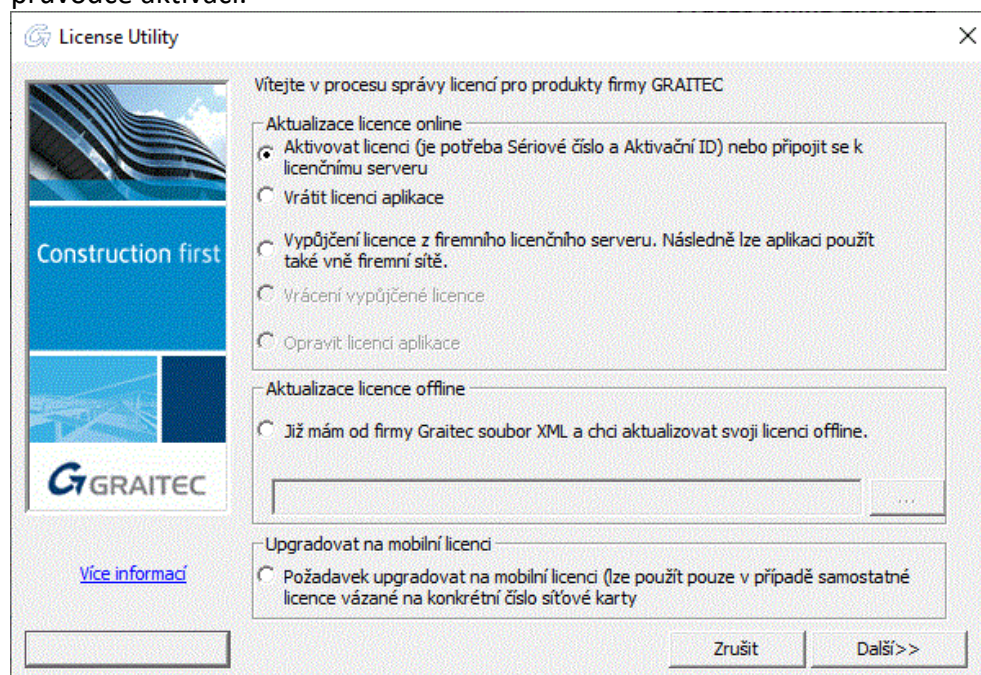 průvodce aktivací.
License Utility
Vítejte v procesu správy licencí pro produkty firmy GRAITEC
Aktualizace licence online
Aktivovat licenci (je potřeba Sériové číslo a Aktivační ID) nebo připojit se k
licenčnímu serveru
Vrátit licenci aplikace
Vypůjčení licence z firemního licenčního serveru. Následně lze aplikaci použít
také vně firemní sítě.
Vrácení vypůjčené licence
Opravit licenci aplikace
Construction first
Aktualizace licence offline
Již mám od firmy Graitec soubor XML a chci aktualizovat svoji licenci offline.
...
GRAITEC
Upgradovat na mobilní licenci
Požadavek upgradovat na mobilní licenci (lze použít pouze v případě samostatné
licence vázané na konkrétní číslo síťové karty
Více informací
Zrušit
Další>>